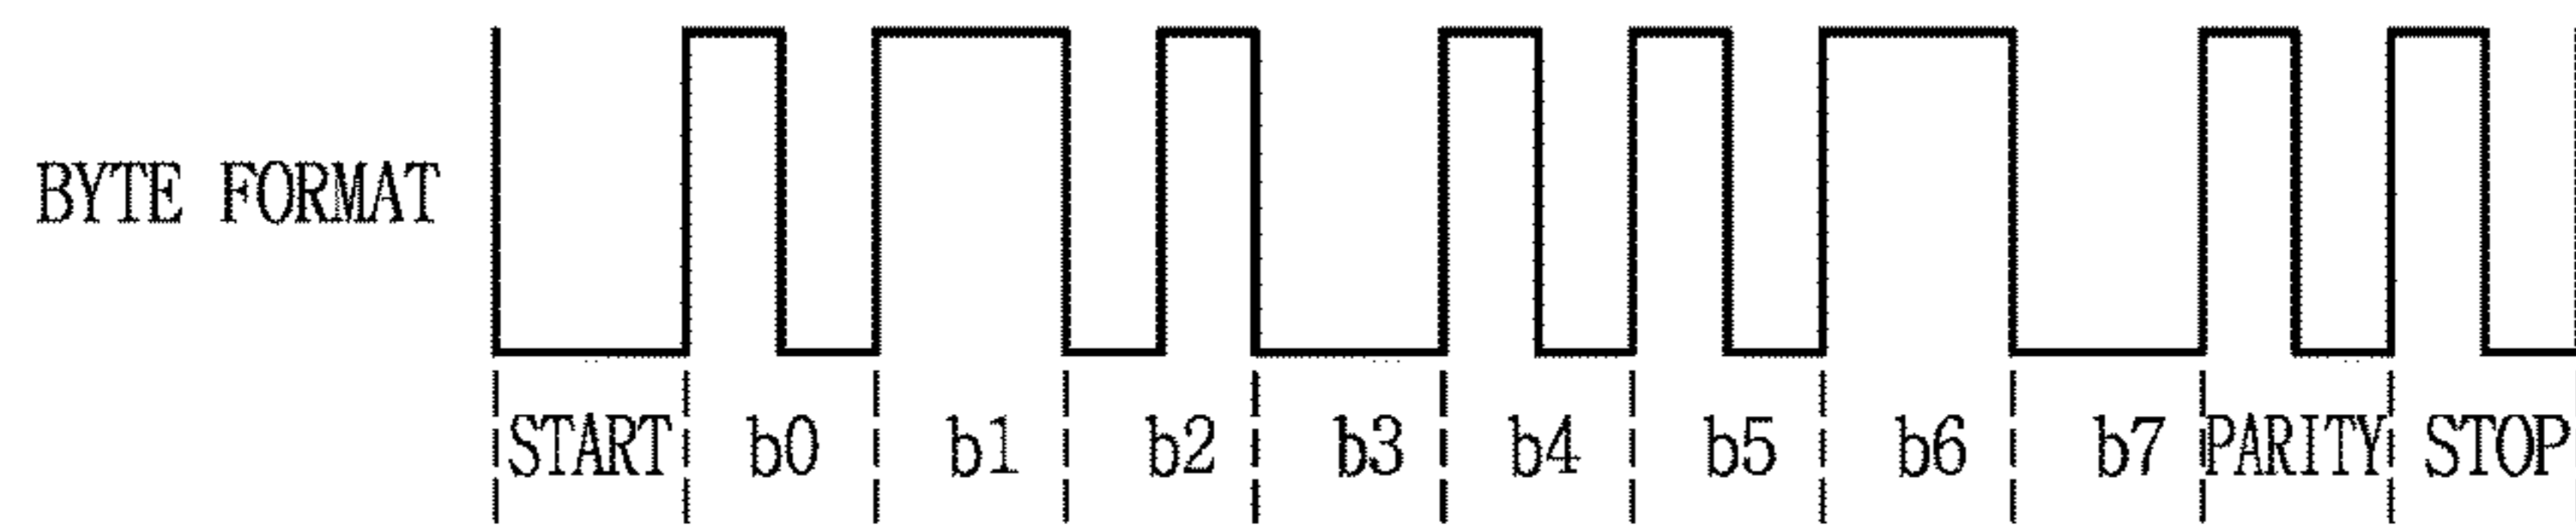 BYTE FORMAT
START b0 b1 b2 b3 b4 b5 b6 b7 PARITY STOP